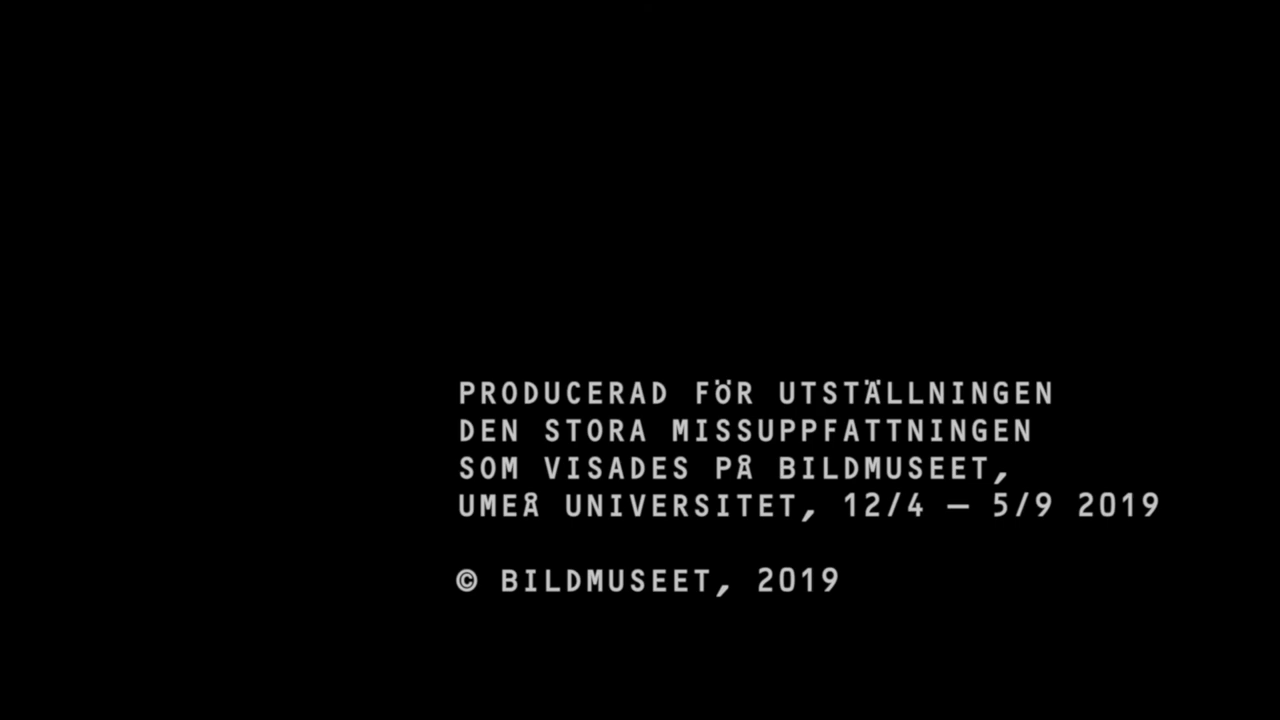 PRODUCERAD FÖR UTSTÄLLNINGEN
DEN STORA MISSUPPFATTNINGEN
SOM VISADES PÅ BILDMUSEET,
UMEÅ UNIVERSITET, 12/4 — 5/9 2019
© BILDMUSEET, 2019